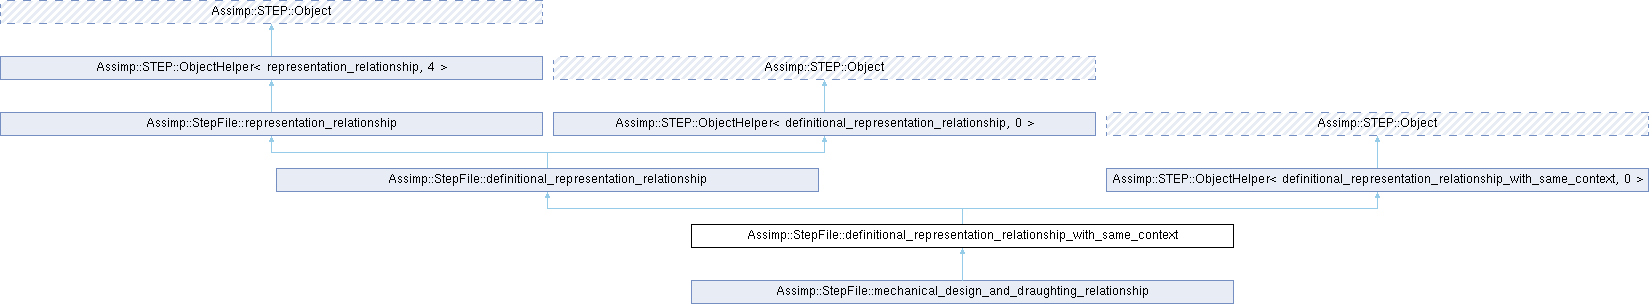 Assimp::STEP::Object
Assimp::STEP::ObjectHelper< representation_relationship, 4 >
Assimp::STEP::Object
Assimp::StepFile::representation_relationship
Assimp::STEP::ObjectHelper< definitional_representation_relationship, 0 >
Assimp::STEP::Object
Assimp::StepFile::definitional_representation_relationship
Assimp::STEP::ObjectHelper< definitional_representation_relationship_with_same_context, 0 >
Assimp::StepFile::definitional_representation_relationship_with_same_context
Assimp::StepFile::mechanical_design_and_draughting_relationship